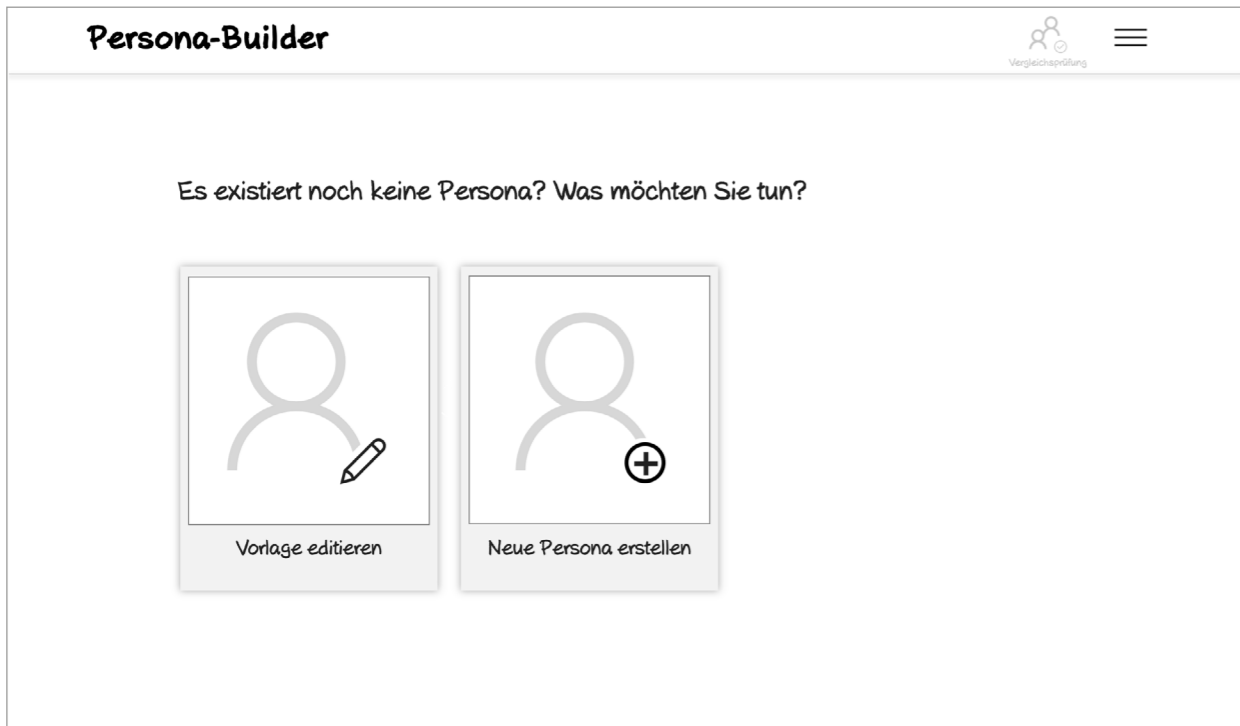 Persona-Builder
Vergleichsprüfung
Es existiert noch keine Persona? Was möchten Sie tun?
Vorlage editieren
Neue Persona erstellen